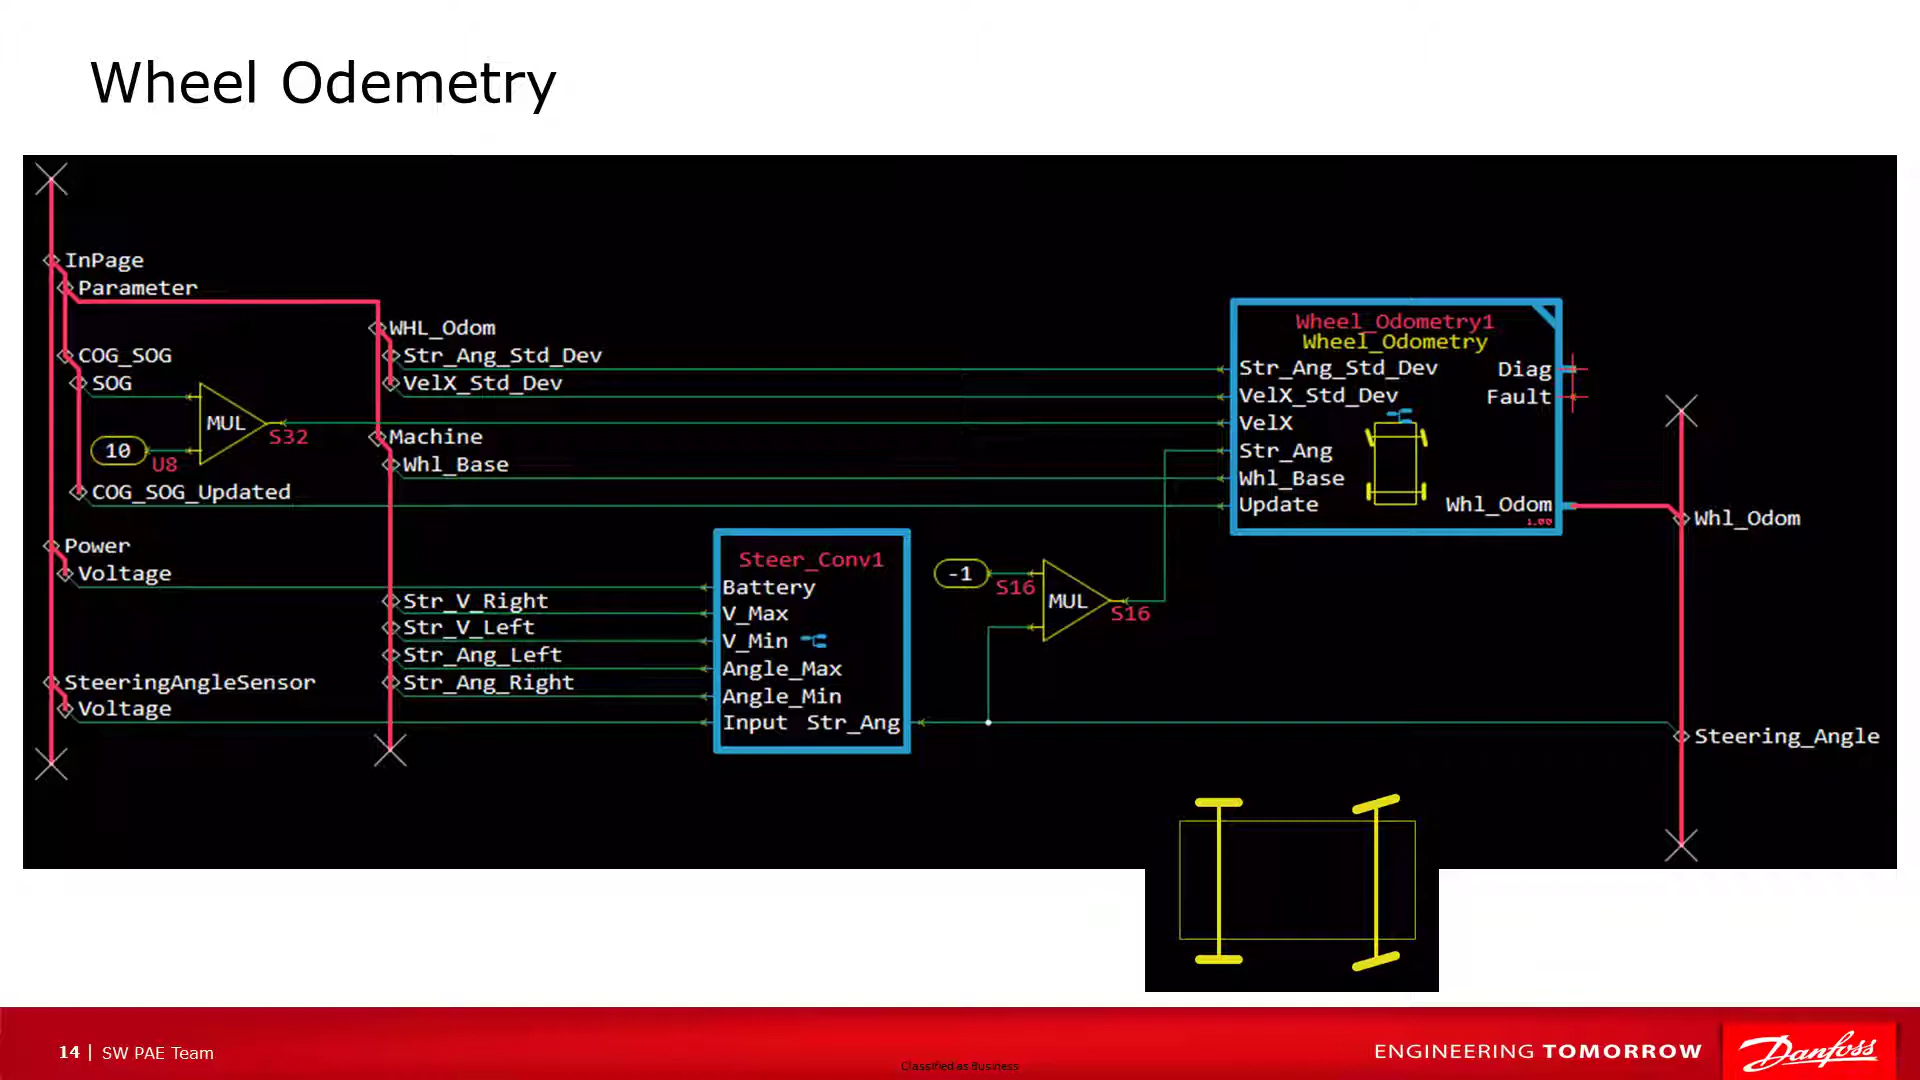 Wheel Odemetry
InPage
Parameter
WHL_Odom
COG_SOG
Str_Ang_Std_Dev
SOG
VelX_Std_Dev
MUL
S32
10
U8
Machine
Whl_Base
COG_SOG_Updated
Power
Voltage
Str_V_Right
Str_V_Left
Str_Ang_Left
Str_Ang_Right
SteeringAngleSensor
Voltage
Steer_Conv1
Battery
V_Max
V_Min
Angle_Max
Angle_Min
Input Str_Ang
-1
S16
MUL
S16
Wheel_Odometry1
Wheel_Odometry
Str_Ang_Std_Dev Diag
VelX_Std_Dev Fault
VelX
Str_Ang
Whl_Base
Update Whl_Odom
1.00
Whl_Odom
Steering_Angle
14 | SW PAE Team
Classified as Business
ENGINEERING TOMORROW
Danfoss